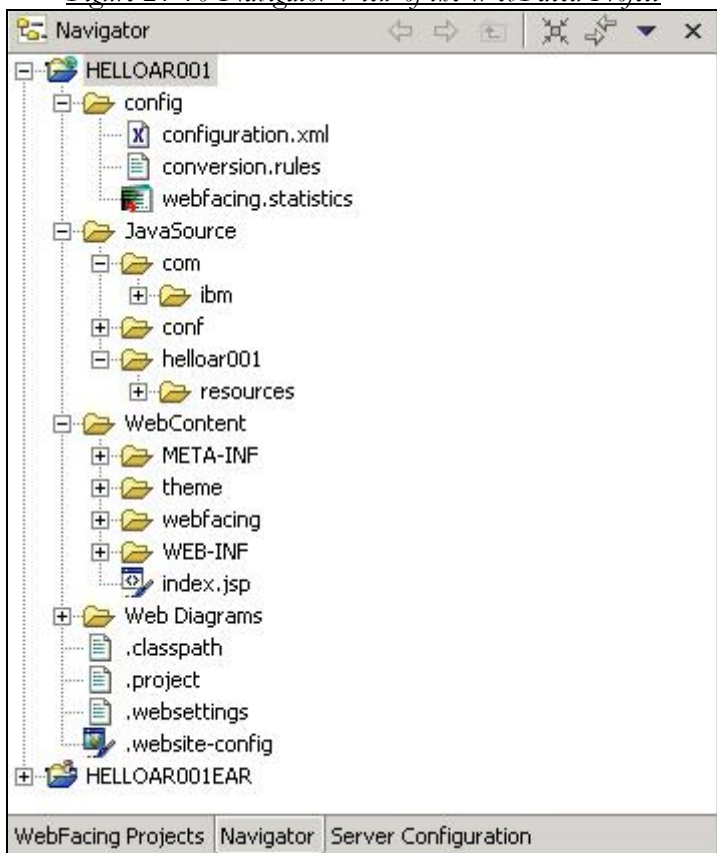 Navigator
HELLOAR001
config
configuration.xml
conversion.rules
webfacing.statistics
JavaSource
com
ibm
conf
helloar001
resources
WebContent
META-INF
theme
webfacing
WEB-INF
index.jsp
Web Diagrams
.classpath
.project
.websettings
.website-config
HELLOAR001EAR
WebFacing Projects Navigator Server Configuration